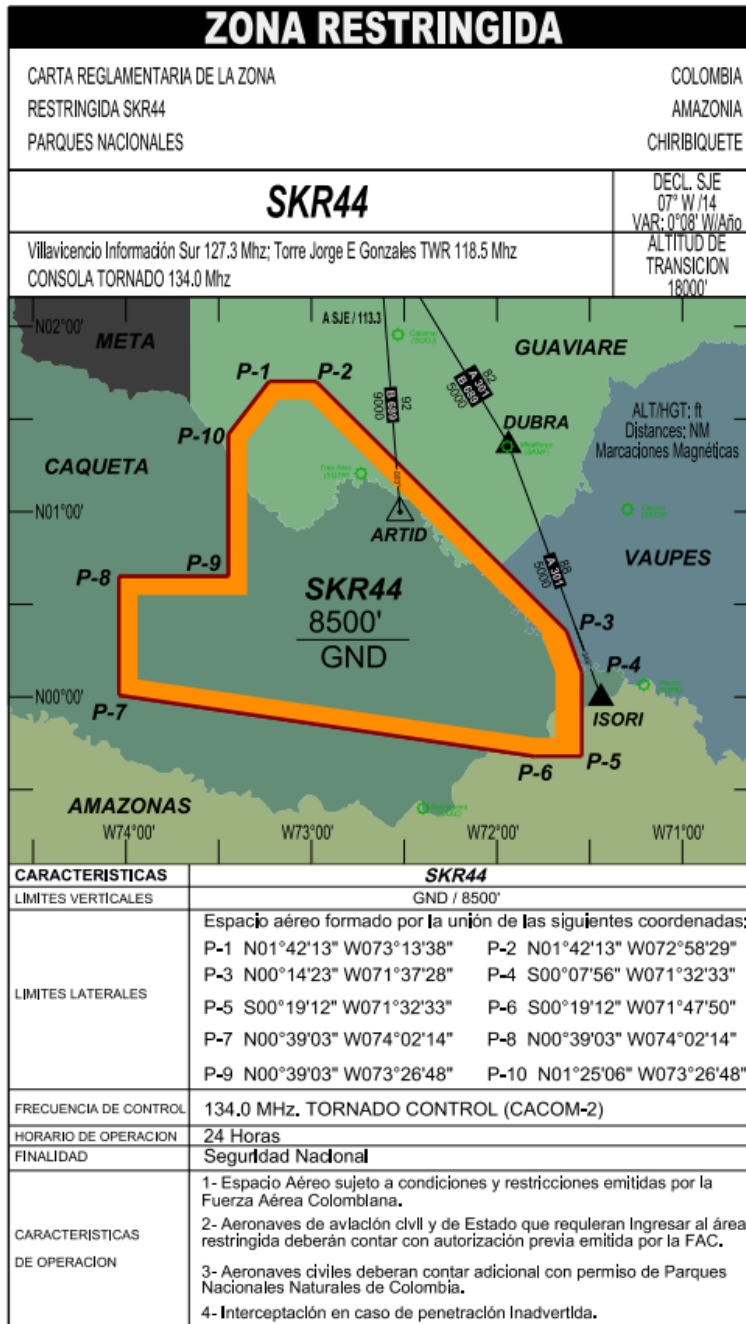 ZONA RESTRINGIDA
CARTA REGLAMENTARIA DE LA ZONA
RESTRINGIDA SKR44
PARQUES NACIONALES
COLOMBIA
AMAZONIA
CHIRIBIQUETE
SKR44
DECL. SJE
07° W /14
VAR: 0°08' W/Año
Villavicencio Información Sur 127.3 Mhz; Torre Jorge E Gonzales TWR 118.5 Mhz
CONSOLA TORNADO 134.0 Mhz
ALTITUD DE
TRANSICION
18000'
N02°00'
META
A SJE / 113.3
GUAVIARE
P-1
P-2
A 301
B 689
82
5000
B 689
92
9000
DUBRA
ALT/HGT: ft
Distances: NM
Marcaciones Magnéticas
P-10
CAQUETA
N01°00'
ARTID
VAUPES
A 301
88
5000
P-8
P-9
SKR44
8500'
GND
P-3
P-4
N00°00'
P-7
ISORI
P-6
P-5
AMAZONAS
W74°00'
W73°00'
W72°00'
W71°00'
CARACTERISTICAS
SKR44
LIMITES VERTICALES
GND / 8500'
LIMITES LATERALES
Espacio aéreo formado por la unión de las siguientes coordenadas:
P-1 N01°42'13" W073°13'38" P-2 N01°42'13" W072°58'29"
P-3 N00°14'23" W071°37'28" P-4 S00°07'56" W071°32'33"
P-5 S00°19'12" W071°32'33" P-6 S00°19'12" W071°47'50"
P-7 N00°39'03" W074°02'14" P-8 N00°39'03" W074°02'14"
P-9 N00°39'03" W073°26'48" P-10 N01°25'06" W073°26'48"
FRECUENCIA DE CONTROL
134.0 MHz. TORNADO CONTROL (CACOM-2)
HORARIO DE OPERACION
24 Horas
FINALIDAD
Seguridad Nacional
CARACTERISTICAS
DE OPERACION
1- Espacio Aéreo sujeto a condiciones y restricciones emitidas por la
Fuerza Aérea Colombiana.
2- Aeronaves de aviación civil y de Estado que requieran Ingresar al área
restringida deberán contar con autorización previa emitida por la FAC.
3- Aeronaves civiles deberan contar adicional con permiso de Parques
Nacionales Naturales de Colombia.
4- Interceptación en caso de penetración Inadvertida.